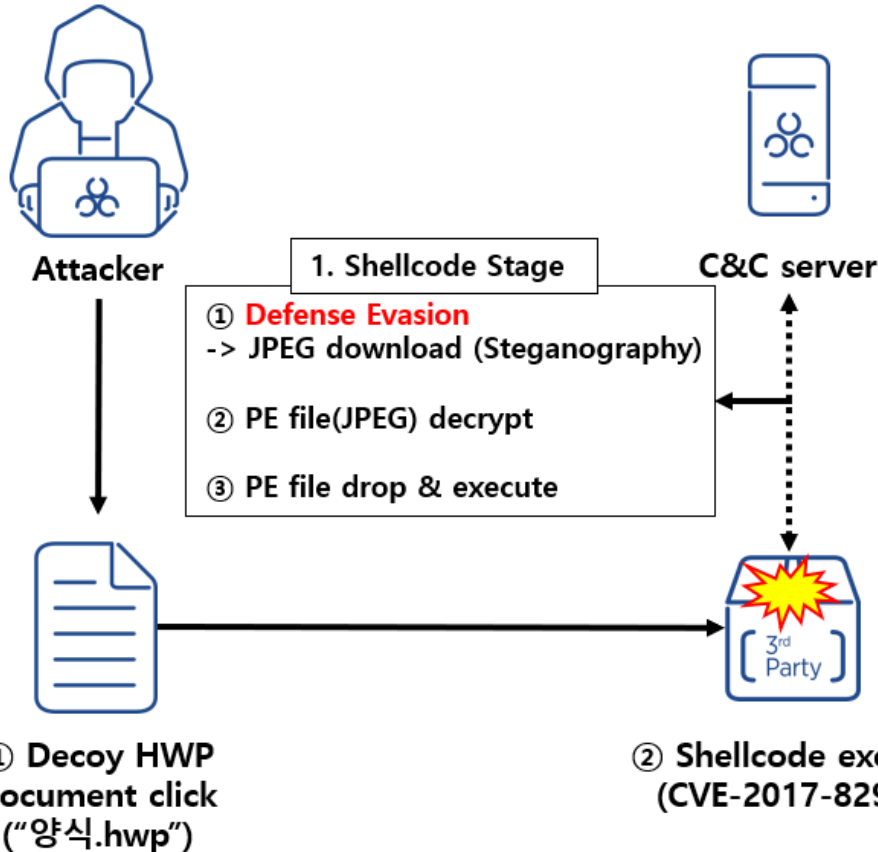 Attacker
C&C server
1. Shellcode Stage
① Defense Evasion
-> JPEG download (Steganography)
② PE file(JPEG) decrypt
③ PE file drop & execute
3rd
Party
① Decoy HWP
click
("양식.hwp")
② Shellcode